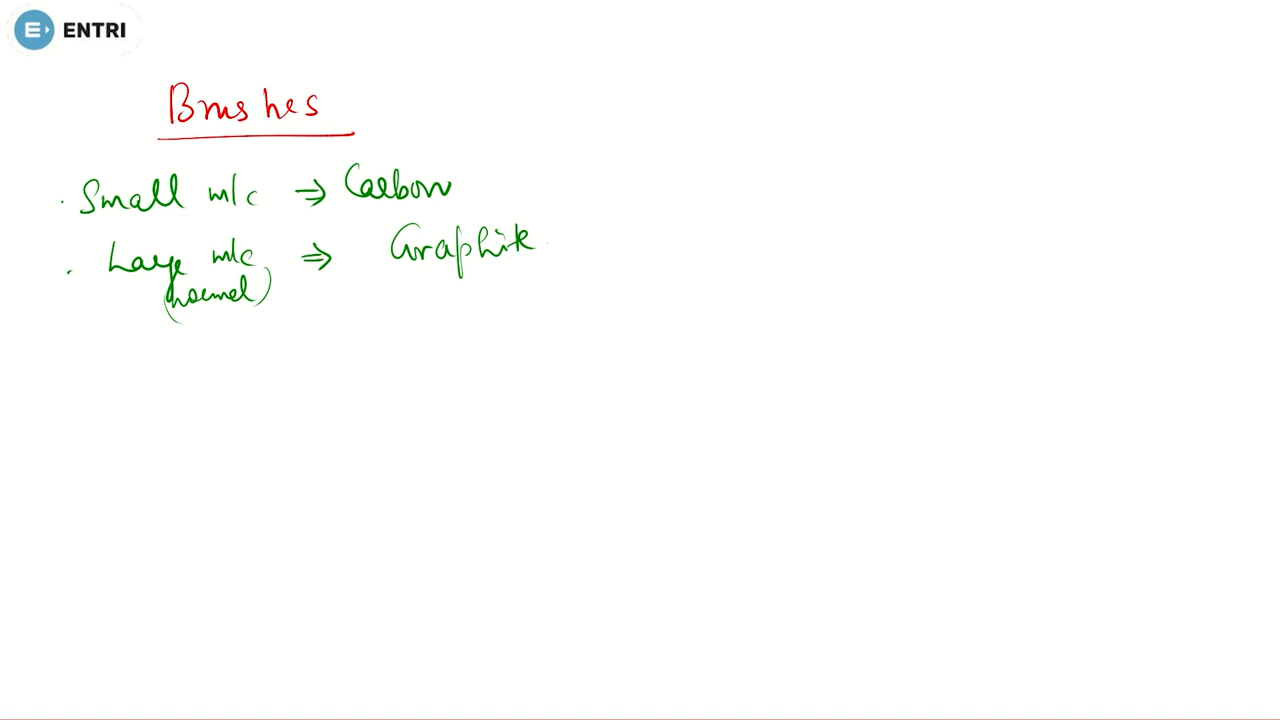 ENTRI
Brushes
. Small m/c ⇒ Carbon
. Large m/c ⇒ Graphite
(normal)